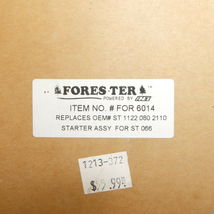 FORES·TER
POWERED BY
ITEM NO. # FOR 6014
REPLACES OEM# ST 1122 080 2110
STARTER ASSY FOR ST 066
1213-572